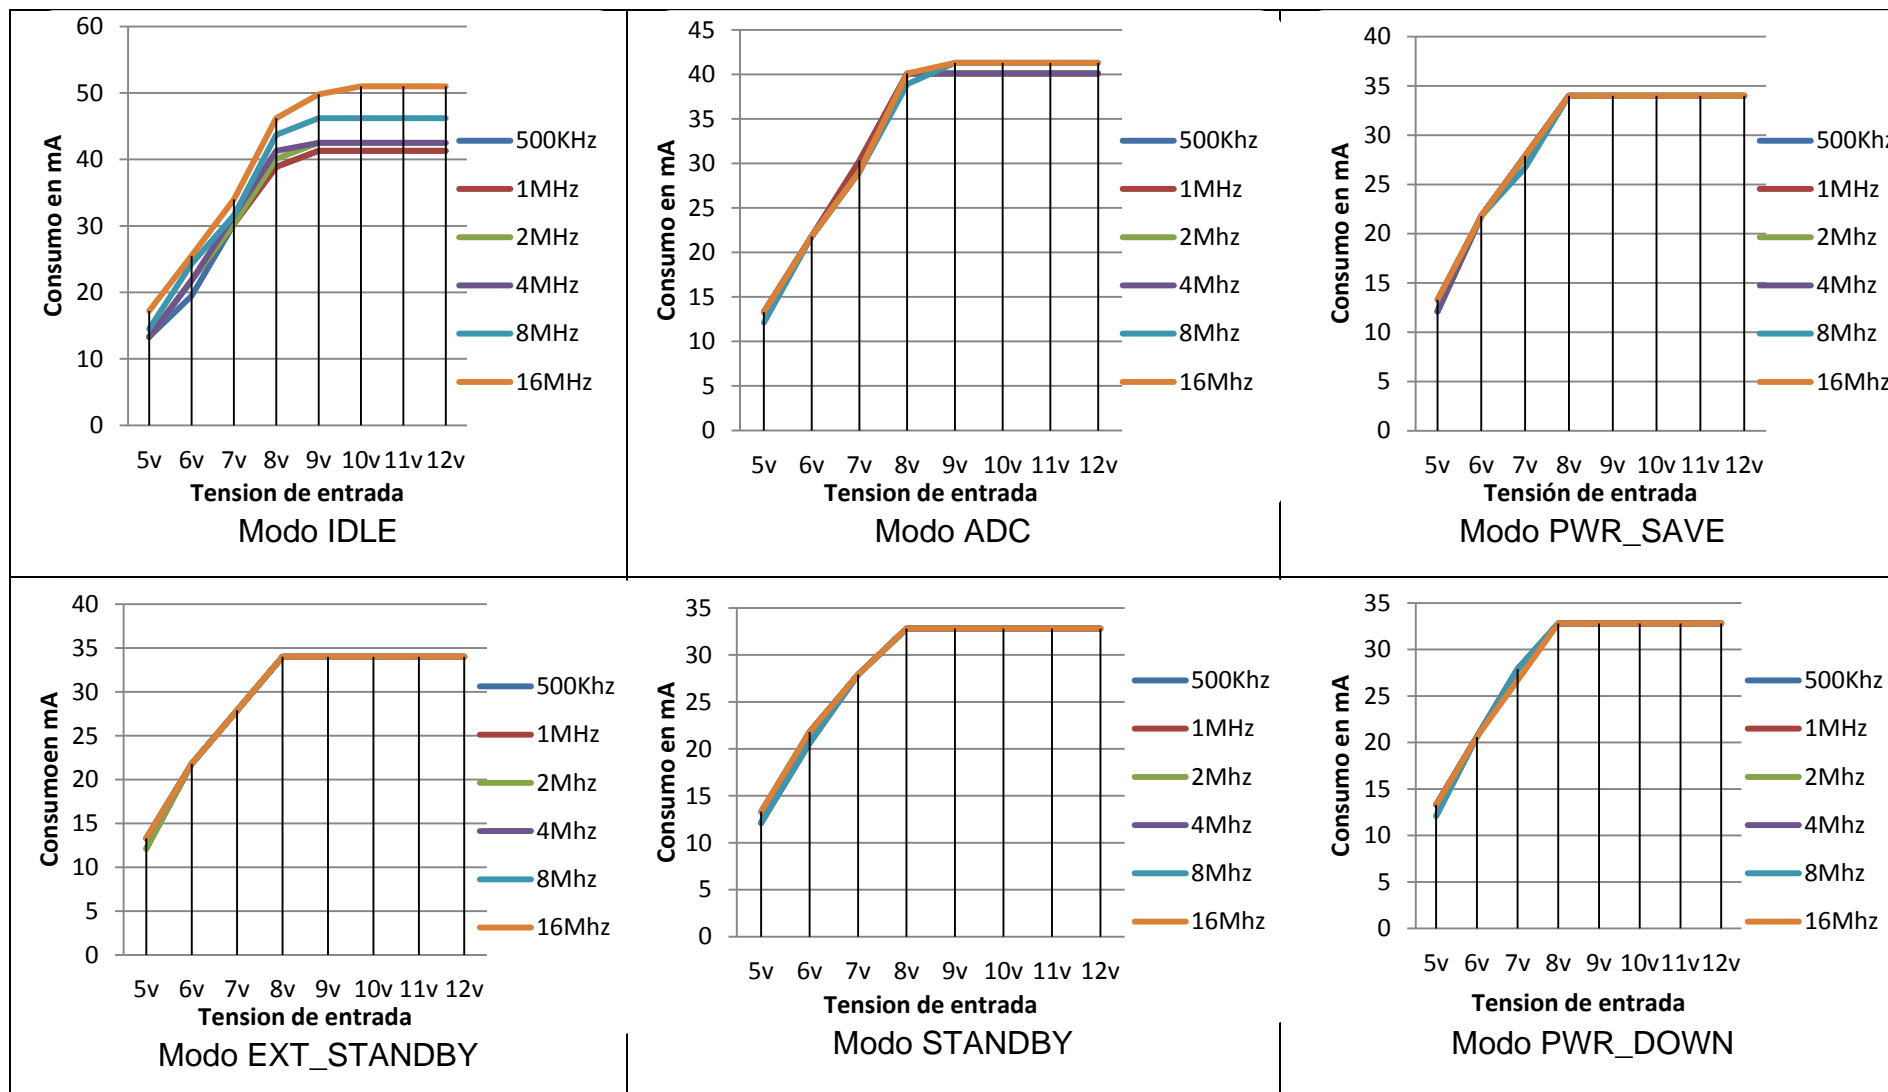 60
50
40
30
20
10
0
Consumo en mA
5v 6v 7v 8v 9v 10v 11v 12v
Tension de entrada
500KHz
1MHz
2MHz
4MHz
8MHz
16MHz
Modo IDLE
45
40
35
30
25
20
15
10
5
0
Consumo en mA
5v 6v 7v 8v 9v 10v 11v 12v
Tension de entrada
500Khz
1MHz
2Mhz
4Mhz
8Mhz
16Mhz
Modo ADC
40
35
30
25
20
15
10
5
0
Consumo en mA
5v 6v 7v 8v 9v 10v 11v 12v
Tensión de entrada
500Khz
1MHz
2Mhz
4Mhz
8Mhz
16Mhz
Modo PWR_SAVE
40
35
30
25
20
15
10
5
0
Consumoen mA
5v 6v 7v 8v 9v 10v 11v 12v
Tension de entrada
500Khz
1MHz
2Mhz
4Mhz
8Mhz
16Mhz
Modo EXT_STANDBY
35
30
25
20
15
10
5
0
Consumo en mA
5v 6v 7v 8v 9v 10v 11v 12v
Tension de entrada
500Khz
1MHz
2Mhz
4Mhz
8Mhz
16Mhz
Modo STANDBY
35
30
25
20
15
10
5
0
Consumo en mA
5v 6v 7v 8v 9v 10v 11v 12v
Tension de entrada
500Khz
1MHz
2Mhz
4Mhz
8Mhz
16Mhz
Modo PWR_DOWN